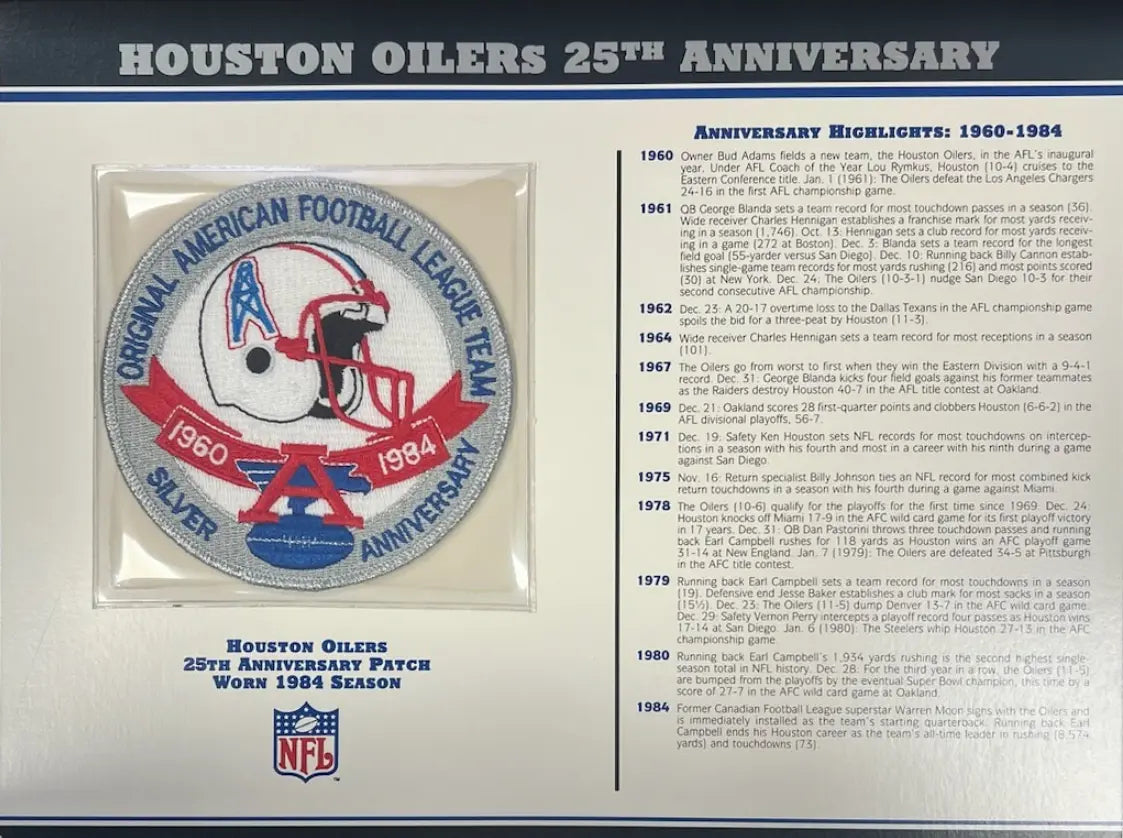 HOUSTON OILERS 25TH ANNIVERSARY
ORIGINAL AMERICAN FOOTBALL LEAGUE TEAM
1960
1984
A
SILVER
ANNIVERSARY
HOUSTON OILERS
25TH ANNIVERSARY PATCH
WORN 1984 SEASON
NFL
TM
ANNIVERSARY HIGHLIGHTS: 1960-1984
1960 Owner Bud Adams fields a new team, the Houston Oilers, in the AFL's inaugural
year. Under AFL Coach of the Year Lou Rymkus, Houston (10-4) cruises to the
Eastern Conference title. Jan. 1 (1961): The Oilers defeat the Los Angeles Chargers
24-16 in the first AFL championship game.
1961 QB George Blanda sets a team record for most touchdown passes in a season (36).
Wide receiver Charles Hennigan establishes a franchise mark for most yards receiv-
ing in a season (1,746). Oct. 13: Hennigan sets a club record for most yards receiv-
ing in a game (272 at Boston). Dec. 3: Blanda sets a team record for the longest
field goal (55-yarder versus San Diego). Dec. 10: Running back Billy Cannon estab-
lishes single-game team records for most yards rushing (216) and most points scored
(30) at New York. Dec. 24: The Oilers (10-3-1) nudge San Diego 10-3 for their
second consecutive AFL championship.
1962 Dec. 23: A 20-17 overtime loss to the Dallas Texans in the AFL championship game
spoils the bid for a three-peat by Houston (11-3).
1964 Wide receiver Charles Hennigan sets a team record for most receptions in a season
(101).
1967 The Oilers go from worst to first when they win the Eastern Division with a 9-4-1
record. Dec. 31: George Blanda kicks four field goals against his former teammates
as the Raiders destroy Houston 40-7 in the AFL title contest at Oakland.
1969 Dec. 21: Oakland scores 28 first-quarter points and clobbers Houston (6-6-2) in the
AFL divisional playoffs, 56-7.
1971 Dec. 19: Safety Ken Houston sets NFL records for most touchdowns on intercep-
tions in a season with his fourth and most in a career with his ninth during a game
against San Diego.
1975 Nov. 16: Return specialist Billy Johnson ties an NFL record for most combined kick
return touchdowns in a season with his fourth during a game against Miami.
1978 The Oilers (10-6) qualify for the playoffs for the first time since 1969. Dec. 24:
Houston knocks off Miami 17-9 in the AFC wild card game for its first playoff victory
in 17 years. Dec. 31: QB Dan Pastorini throws three touchdown passes and running
back Earl Campbell rushes for 118 yards as Houston wins an AFC playoff game
31-14 at New England. Jan. 7 (1979): The Oilers are defeated 34-5 at Pittsburgh
in the AFC title contest.
1979 Running back Earl Campbell sets a team record for most touchdowns in a season
(19). Defensive end Jesse Baker establishes a club mark for most sacks in a season
(15½). Dec. 23: The Oilers (11-5) dump Denver 13-7 in the AFC wild card game.
Dec. 29: Safety Vernon Perry intercepts a playoff record four passes as Houston wins
17-14 at San Diego. Jan. 6 (1980): The Steelers whip Houston 27-13 in the AFC
championship game.
1980 Running back Earl Campbell's 1,934 yards rushing is the second highest single-
season total in NFL history. Dec. 28: For the third year in a row, the Oilers (11-5)
are bumped from the playoffs by the eventual Super Bowl champion, this time by a
score of 27-7 in the AFC wild card game at Oakland.
1984 Former Canadian Football League superstar Warren Moon signs with the Oilers and
is immediately installed as the team's starting quarterback. Running back Earl
Campbell ends his Houston career as the team's all-time leader in rushing (8,574
yards) and touchdowns (73).